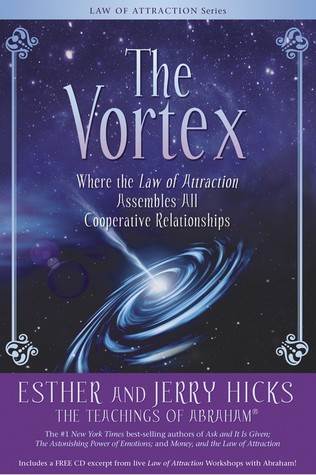 LAW OF ATTRACTION Series
The
Vortex
Where the Law of Attraction
Assembles All
Cooperative Relationships
ESTHER AND JERRY HICKS
THE TEACHINGS OF ABRAHAM®
The #1 New York Times best-selling authors of Ask and It Is Given;
The Astonishing Power of Emotions; and Money, and the Law of Attraction
Includes a FREE CD excerpt from live Law of Attraction Workshops with Abraham!